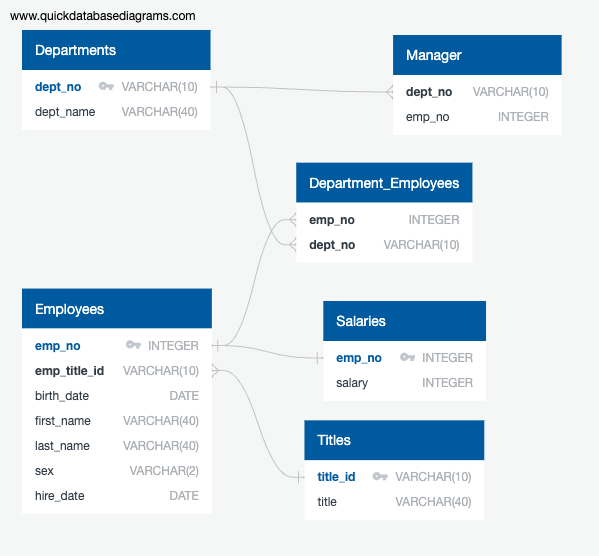 www.quickdatabasediagrams.com
Departments
dept_no VARCHAR(10)
dept_name VARCHAR(40)
Manager
dept_no VARCHAR(10)
emp_no INTEGER
Department_Employees
emp_no INTEGER
dept_no VARCHAR(10)
Employees
emp_no INTEGER
emp_title_id VARCHAR(10)
birth_date DATE
first_name VARCHAR(40)
last_name VARCHAR(40)
sex VARCHAR(2)
hire_date DATE
Salaries
emp_no INTEGER
salary INTEGER
Titles
title_id VARCHAR(10)
title VARCHAR(40)